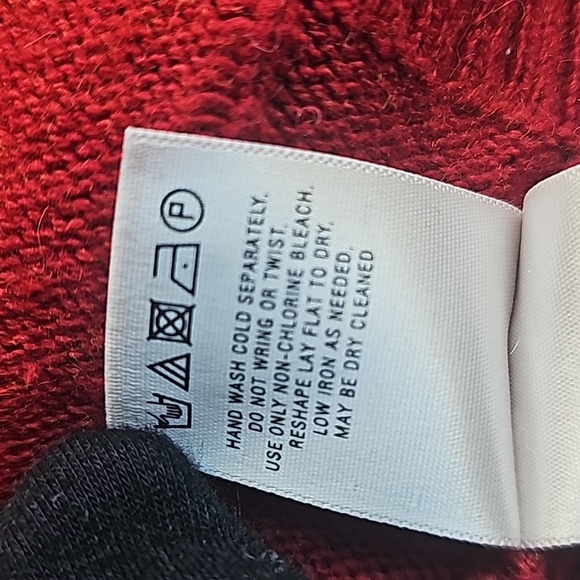 P
HAND WASH COLD SEPARATELY.
DO NOT WRING OR TWIST.
USE ONLY NON-CHLORINE BLEACH.
RESHAPE LAY FLAT TO DRY.
LOW IRON AS NEEDED.
MAY BE DRY CLEANED